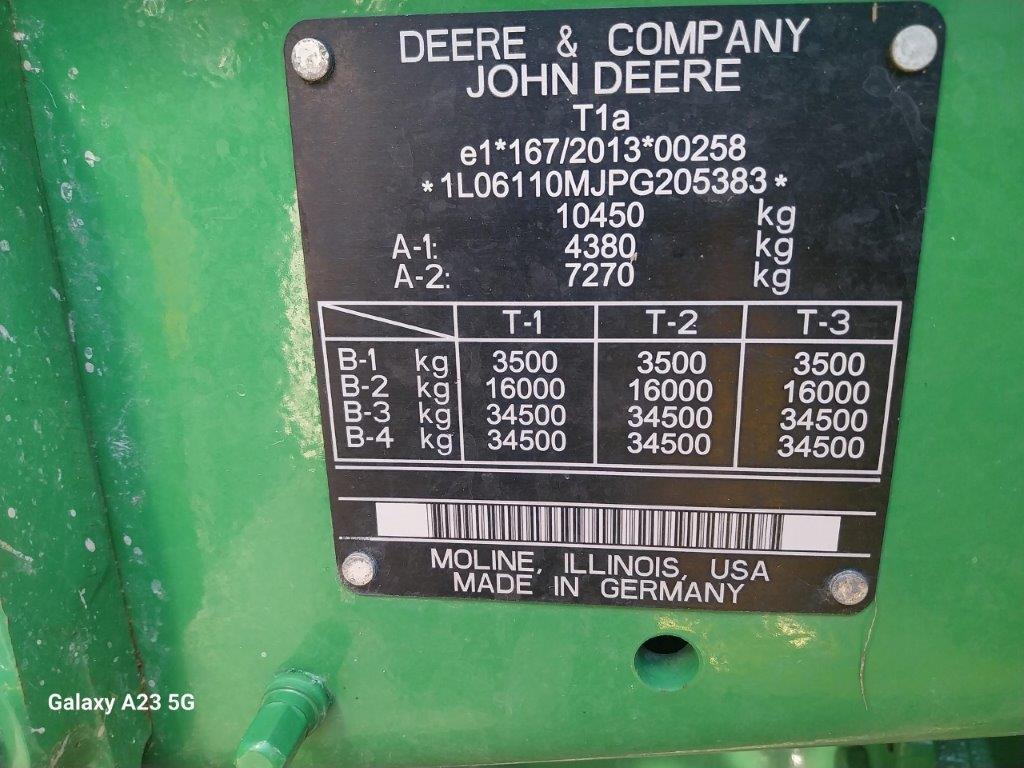 DEERE & COMPANY
JOHN DEERE
T1a
e1*167/2013*00258
*1L06110MJPG205383*
10450 kg
A-1: 4380 kg
A-2: 7270 kg
T-1 T-2 T-3
B-1 kg 3500 3500 3500
B-2 kg 16000 16000 16000
B-3 kg 34500 34500 34500
B-4 kg 34500 34500 34500
MOLINE, ILLINOIS, USA
MADE IN GERMANY
Galaxy A23 5G